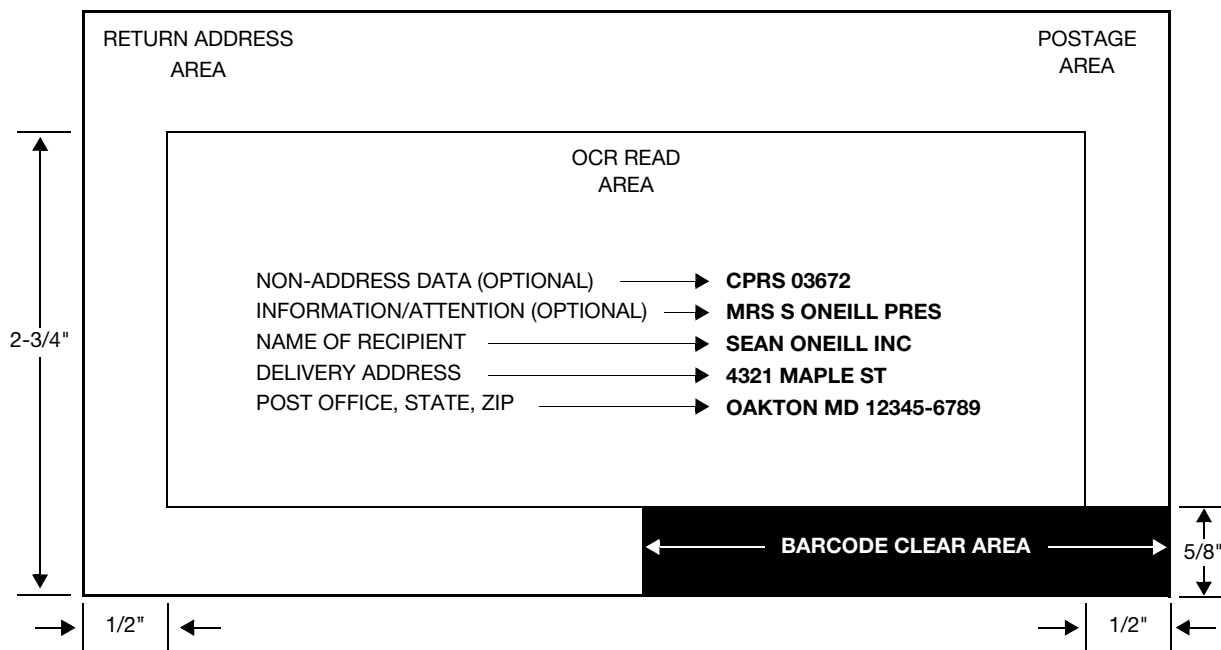 RETURN ADDRESS
AREA
POSTAGE
AREA
OCR READ
AREA
NON-ADDRESS DATA (OPTIONAL) CPRS 03672
INFORMATION/ATTENTION (OPTIONAL) MRS S ONEILL PRES
NAME OF RECIPIENT SEAN ONEILL INC
DELIVERY ADDRESS 4321 MAPLE ST
POST OFFICE, STATE, ZIP OAKTON MD 12345-6789
2-3/4"
BARCODE CLEAR AREA
5/8"
1/2"
1/2"